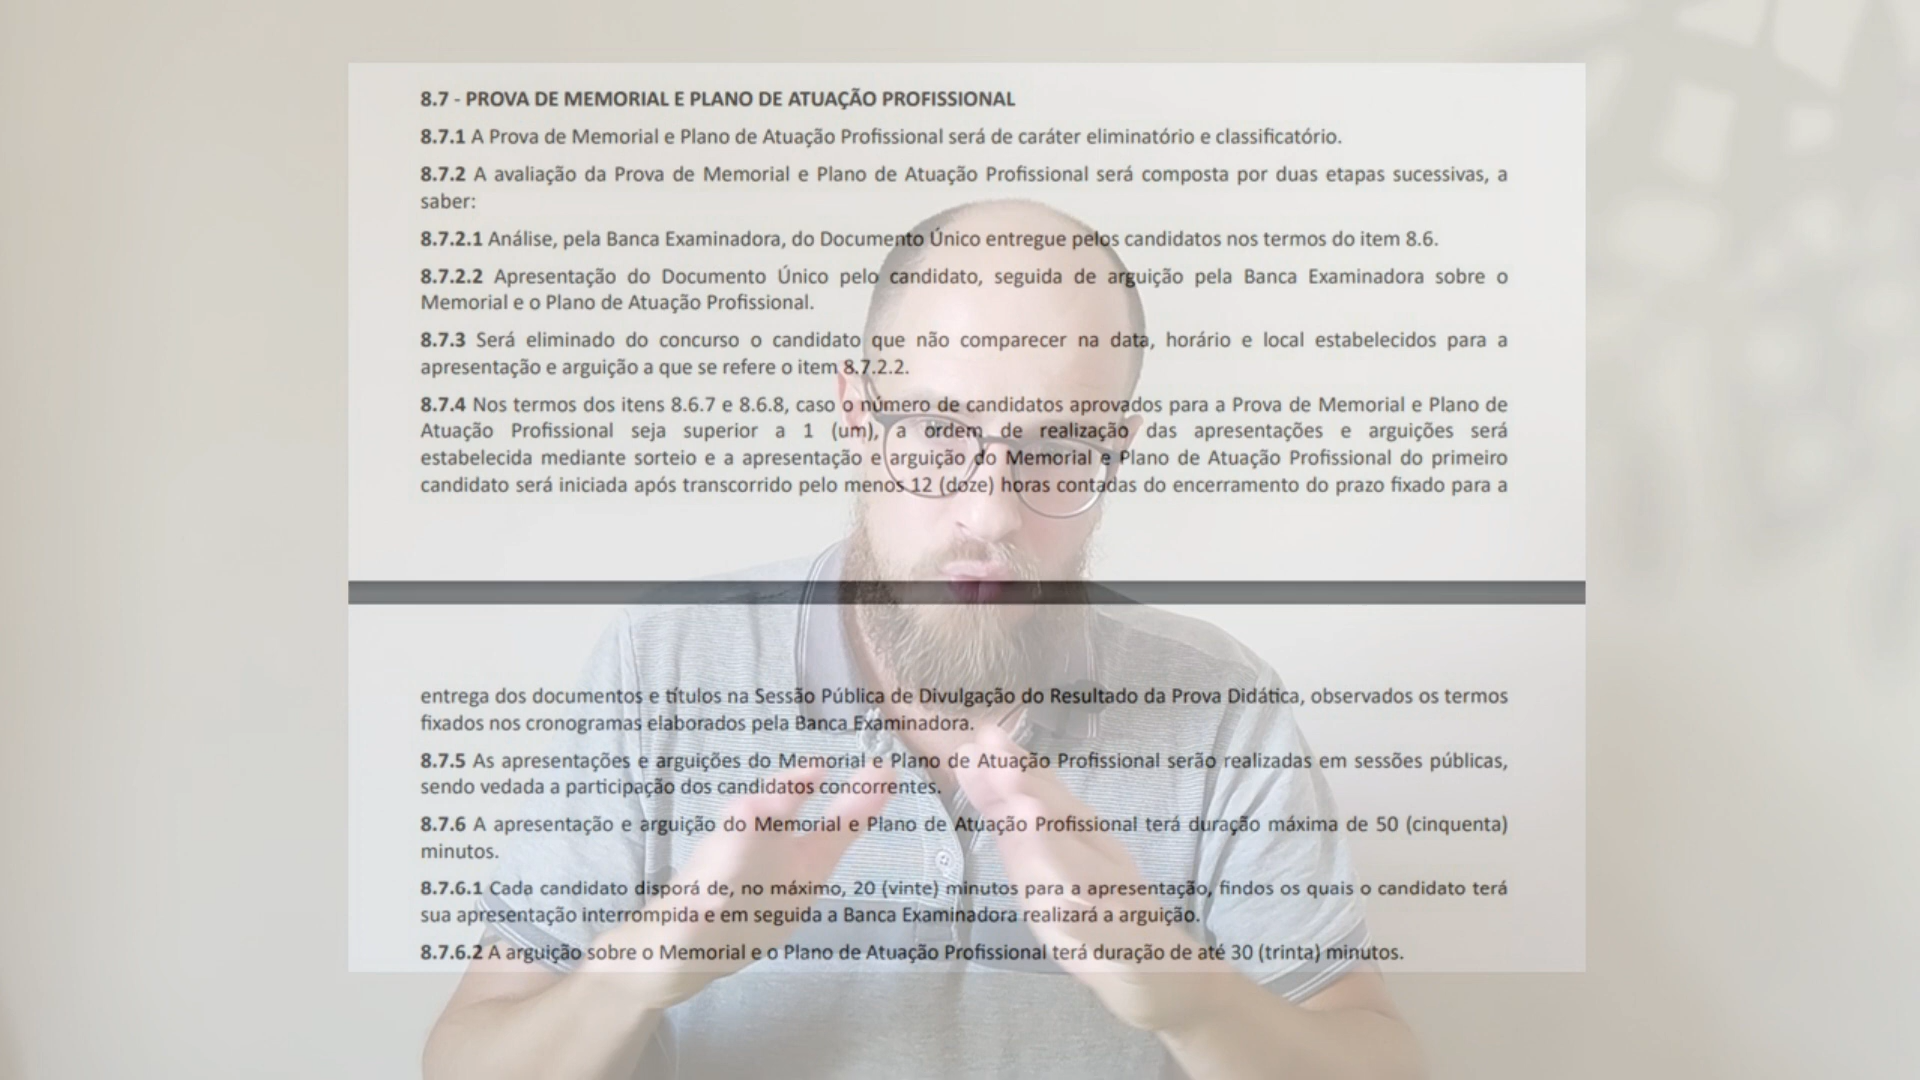 8.7 - PROVA DE MEMORIAL E PLANO DE ATUAÇÃO PROFISSIONAL
8.7.1 A Prova de Memorial e Plano de Atuação Profissional será de caráter eliminatório e classificatório.
8.7.2 A avaliação da Prova de Memorial e Plano de Atuação Profissional será composta por duas etapas sucessivas, a
saber:
8.7.2.1 Análise, pela Banca Examinadora, do Documento Único entregue pelos candidatos nos termos do item 8.6.
8.7.2.2 Apresentação do Documento Único pelo candidato, seguida de arguição pela Banca Examinadora sobre o
Memorial e o Plano de Atuação Profissional.
8.7.3 Será eliminado do concurso o candidato que não comparecer na data, horário e local estabelecidos para a
apresentação e arguição a que se refere o item 8.7.2.2.
8.7.4 Nos termos dos itens 8.6.7 e 8.6.8, caso o número de candidatos aprovados para a Prova de Memorial e Plano de
Atuação Profissional seja superior a 1 (um), a ordem de realização das apresentações e arguições será
estabelecida mediante sorteio e a apresentação e arguição do Memorial e Plano de Atuação Profissional do primeiro
candidato será iniciada após transcorrido pelo menos 12 (doze) horas contadas do encerramento do prazo fixado para a
entrega dos documentos e títulos na Sessão Pública de Divulgação do Resultado da Prova Didática, observados os termos
fixados nos cronogramas elaborados pela Banca Examinadora.
8.7.5 As apresentações e arguições do Memorial e Plano de Atuação Profissional serão realizadas em sessões públicas,
sendo vedada a participação dos candidatos concorrentes.
8.7.6 A apresentação e arguição do Memorial e Plano de Atuação Profissional terá duração máxima de 50 (cinquenta)
minutos.
8.7.6.1 Cada candidato disporá de, no máximo, 20 (vinte) minutos para a apresentação, findos os quais o candidato terá
sua apresentação interrompida e em seguida a Banca Examinadora realizará a arguição.
8.7.6.2 A arguição sobre o Memorial e o Plano de Atuação Profissional terá duração de até 30 (trinta) minutos.